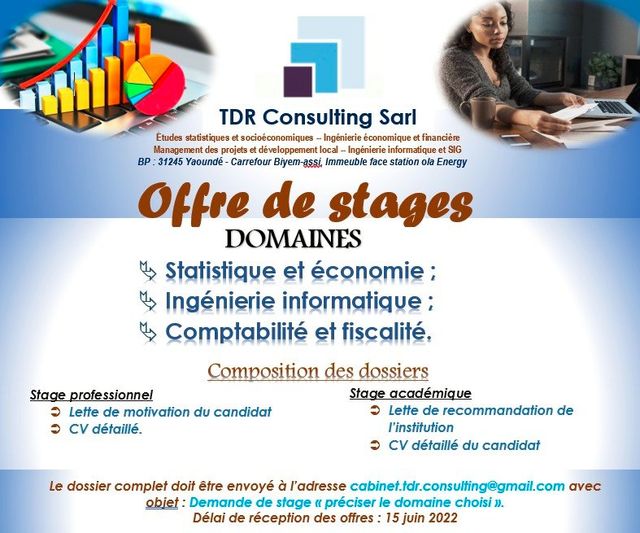 TDR Consulting Sarl
Études statistiques et socioéconomiques – Ingénierie économique et financière
Management des projets et développement local – Ingénierie informatique et SIG
BP : 31245 Yaoundé - Carrefour Biyem-assi, Immeuble face station ola Energy
Offre de stages
DOMAINES
Statistique et économie ;
Ingénierie informatique ;
Comptabilité et fiscalité.
Composition des dossiers
Stage professionnel
Lette de motivation du candidat
CV détaillé.
Stage académique
Lette de recommandation de
l'institution
CV détaillé du candidat
Le dossier complet doit être envoyé à l'adresse cabinet.tdr.consulting@gmail.com avec
objet : Demande de stage « préciser le domaine choisi ».
Délai de réception des offres : 15 juin 2022